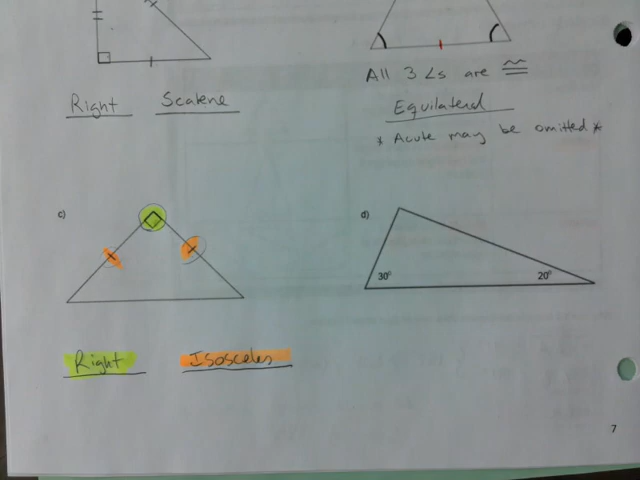 All 3 ∠s are ≅
Right Scalene
Equilateral
* Acute may be omitted *
c)
d)
30°
20°
Right Isosceles
7